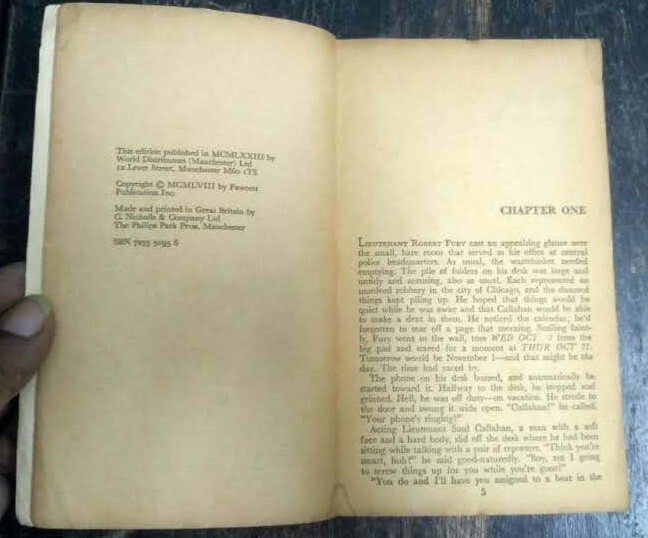 This edition published in MCMLXXIII by
World Distributors (Manchester) Ltd
12 Lever Street, Manchester M60 1TS
Copyright © MCMLVIII by Fawcett
Publication Inc.
Made and printed in Great Britain by
C. Nicholls & Company Ltd
The Philips Park Press, Manchester
SBN 7235 5095 6
CHAPTER ONE
LIEUTENANT ROBERT FURY cast an appraising glance over
the small, bare room that served as his office at central
police headquarters. As usual, the wastebasket needed
emptying. The pile of folders on his desk was large and
untidy and accusing, also as usual. Each represented an
unsolved robbery in the city of Chicago, and the damned
things kept piling up. He hoped that things would be
quiet while he was away and that Callahan would be able
to make a dent in them. He noticed the calendar; he'd
forgotten to tear off a page that morning. Smiling faint-
ly, Fury went to the wall, tore WED OCT from the
big pad and stared for a moment at THUR OCT 31.
Tomorrow would be November 1—and that might be the
day. The time had raced by.
The phone on his desk buzzed, and automatically he
started toward it. Halfway to the desk, he stopped and
grinned. Hell, he was off duty—on vacation. He strode to
the door and swung it wide open. "Callahan!" he called.
"Your phone's ringing!"
Acting Lieutenant Saul Callahan, a man with a soft
face and a hard body, slid off the desk where he had been
sitting while talking with a pair of reporters. "Think you're
smart, huh?" he said good-naturedly. "Boy, am I going
to screw things up for you while you're gone!"
"You do and I'll have you assigned to a beat in the
5